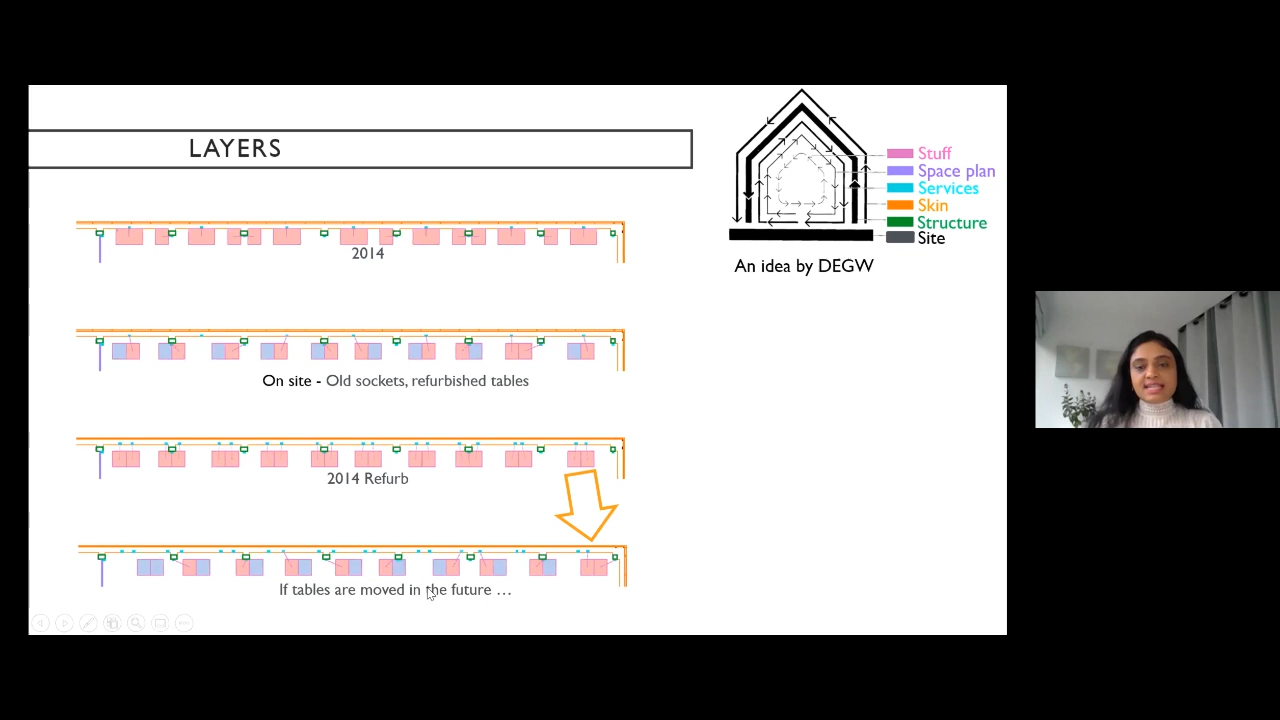 LAYERS
2014
On site - Old sockets, refurbished tables
2014 Refurb
If tables are moved in the future ...
Stuff
Space plan
Services
Skin
Structure
Site
An idea by DEGW